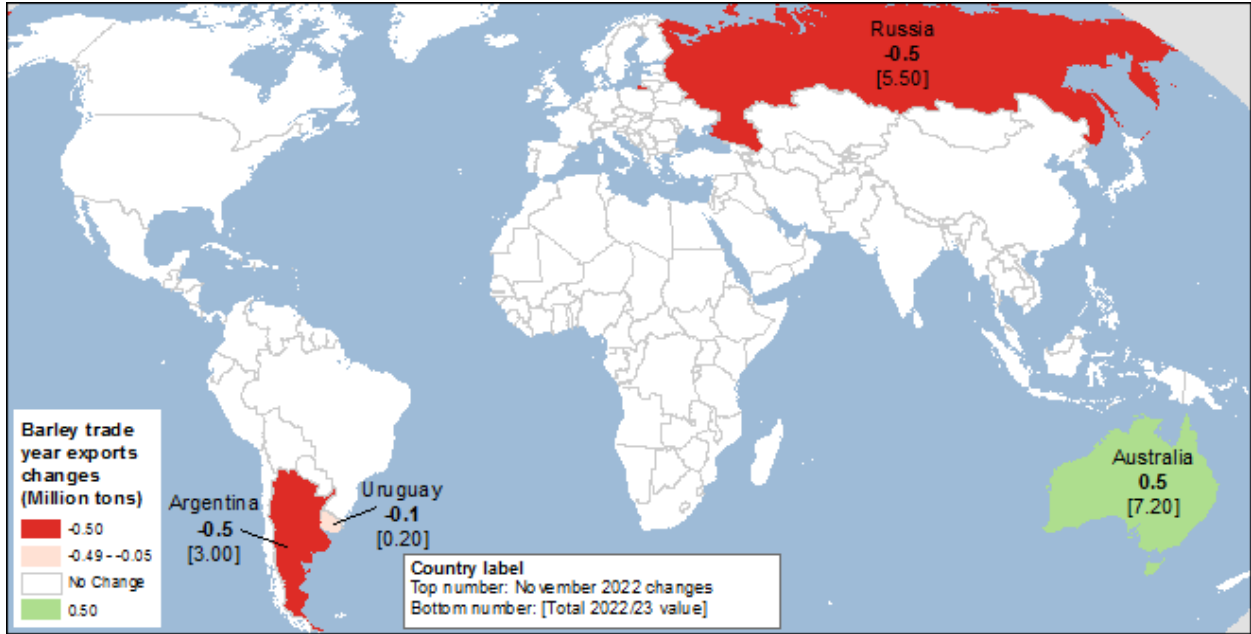 Russia
-0.5
[5.50]
Australia
0.5
[7.20]
Argentina
-0.5
[3.00]
Uruguay
-0.1
[0.20]
Barley trade
year exports
changes
(Million tons)
-0.50
-0.49 - -0.05
No Change
0.50
Country label
Top number: November 2022 changes
Bottom number: [Total 2022/23 value]